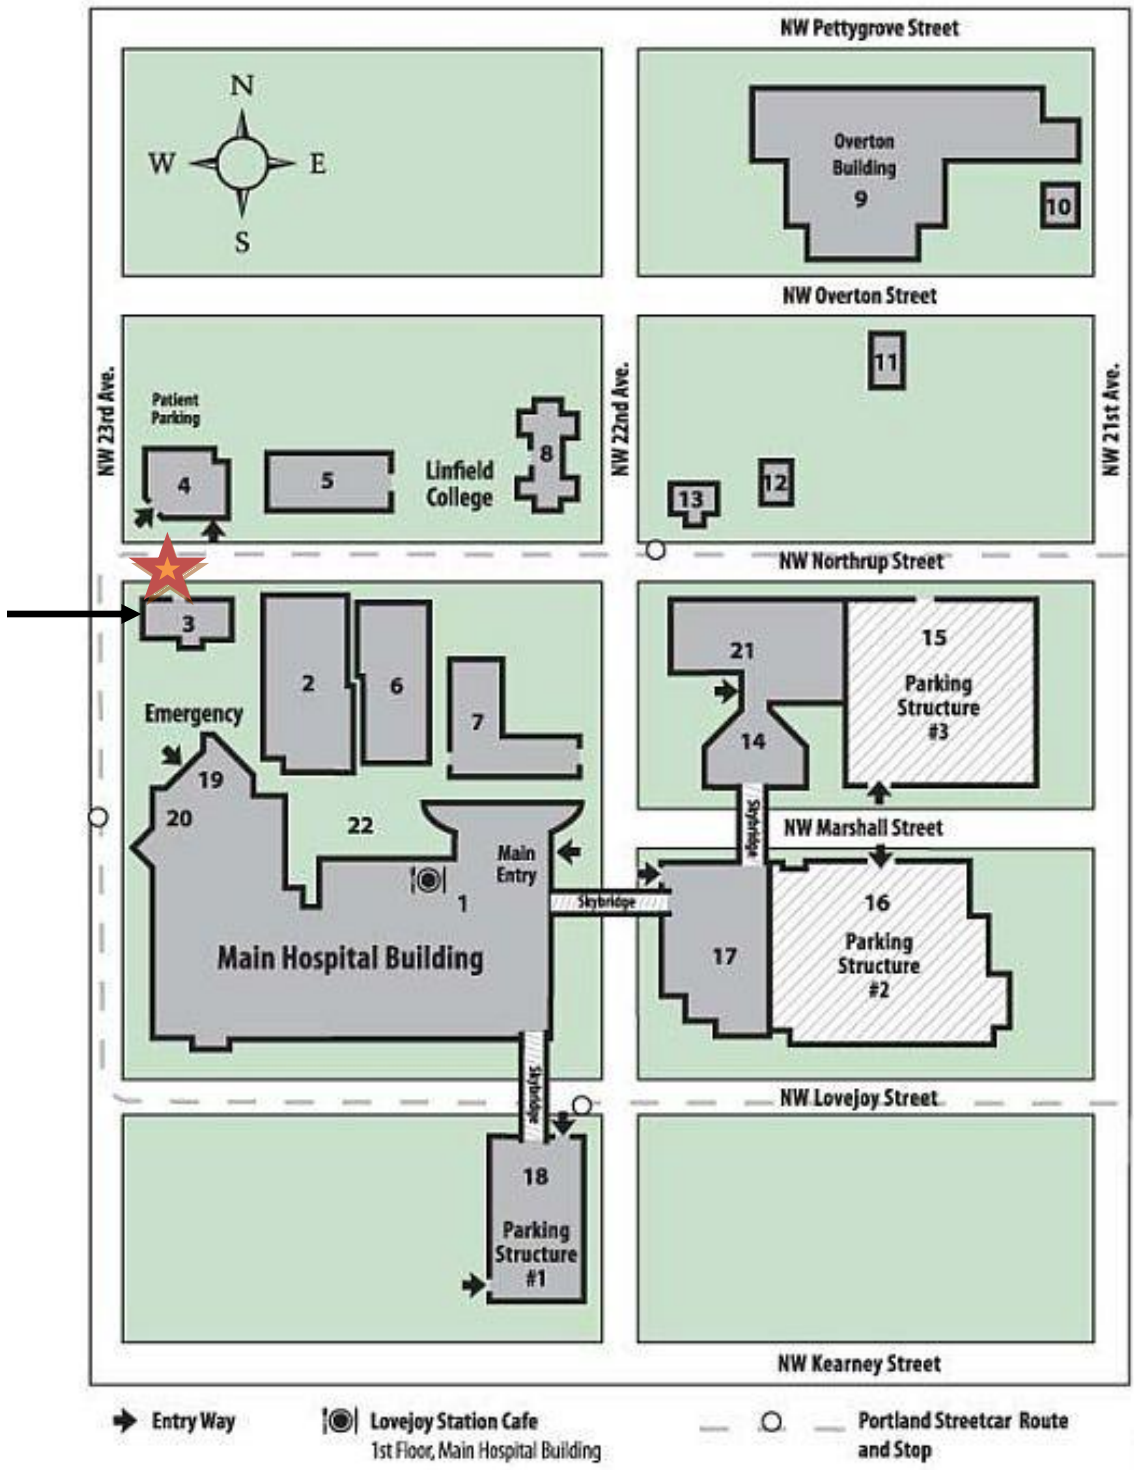 NW Pettygrove Street
N
W E
S
Overton
Building
9
10
NW Overton Street
NW 23rd Ave.
NW 22nd Ave.
NW 21st Ave.
Patient
Parking
4
5
Linfield
College
8
11
12
13
NW Northrup Street
3
2
6
7
Emergency
19
20
22
Main
Entry
1
Main Hospital Building
Skybridge
21
14
15
Parking
Structure
#3
Skybridge
NW Marshall Street
16
Parking
Structure
#2
17
Skybridge
NW Lovejoy Street
18
Parking
Structure
#1
NW Kearney Street
Entry Way
Lovejoy Station Cafe
1st Floor, Main Hospital Building
Portland Streetcar Route
and Stop